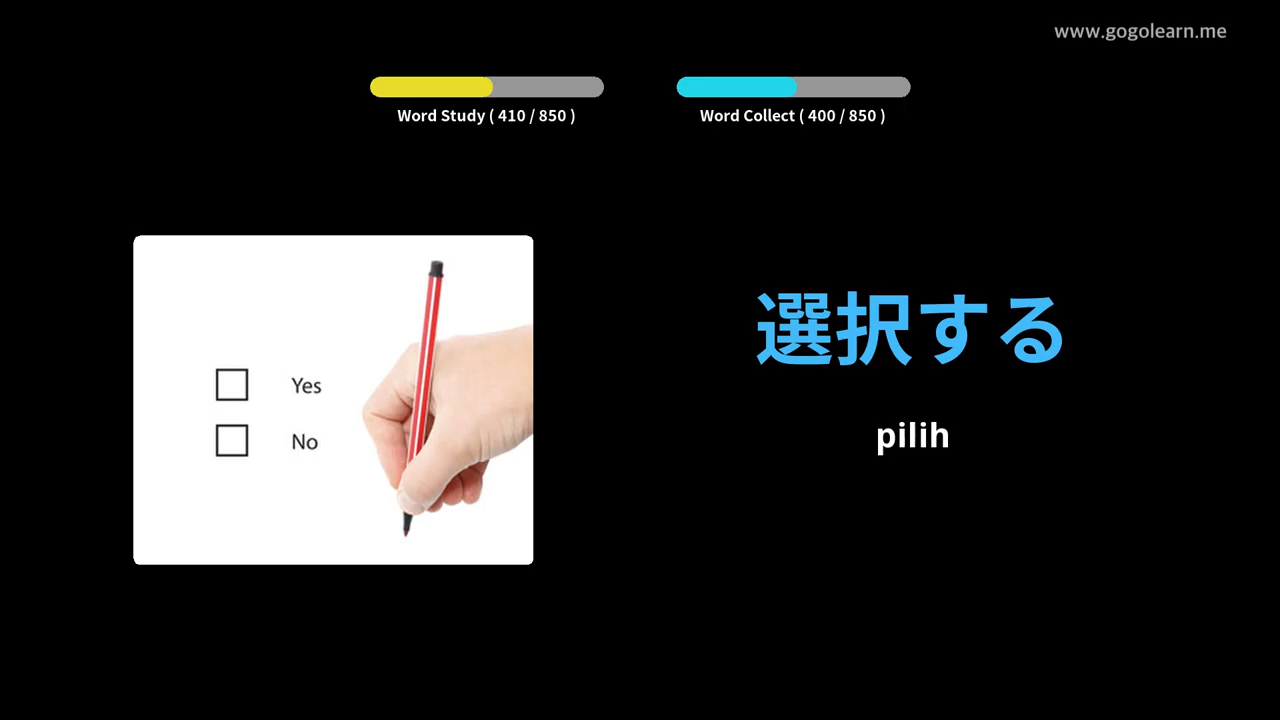 www.gogolearn.me
Word Study ( 410 / 850 )
Word Collect ( 400 / 850 )
Yes
No
選択する
pilih